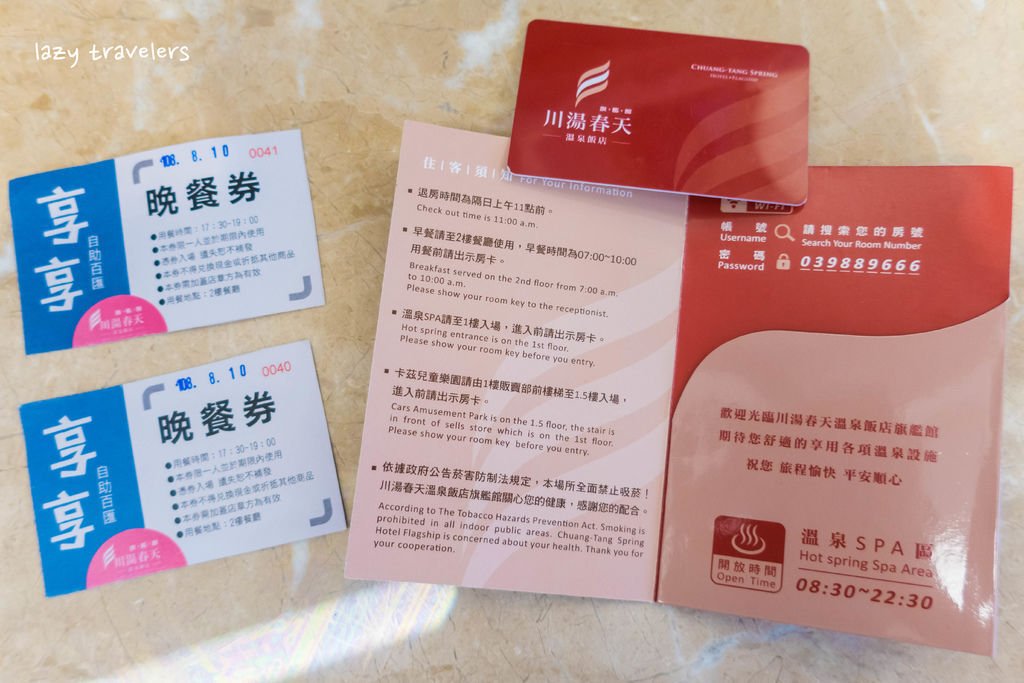 lazy travelers
享享
自助百匯
旗・艦・館
川湯春天
108. 8. 10
0041
晚餐券
●用餐時間:17:30-19:00
●本券限一人並於期限內使用
●憑券入場 遺失恕不補發
●本券不得兌換現金或折抵其他商品
●本券需加蓋店章方為有效
●用餐地點:2樓餐廳
享享
自助百匯
旗・艦・館
川湯春天
108. 8. 10
0040
晚餐券
●用餐時間:17:30-19:00
●本券限一人並於期限內使用
●憑券入場 遺失恕不補發
●本券不得兌換現金或折抵其他商品
●本券需加蓋店章方為有效
●用餐地點:2樓餐廳
CHUANG-TANG SPRING
HOTEL•FLAGSHIP
旗・艦・館
川湯春天
溫泉飯店
住|客|須|知 For Your Information
▪ 退房時間為隔日上午11點前。
Check out time is 11:00 a.m.
▪ 早餐請至2樓餐廳使用,早餐時間為07:00~10:00
用餐前請出示房卡。
Breakfast served on the 2nd floor from 7:00 a.m.
to 10:00 a.m.
Please show your room key to the receptionist.
▪ 溫泉SPA請至1樓入場,進入前請出示房卡。
Hot spring entrance is on the 1st floor.
Please show your room key before you entry.
▪ 卡茲兒童樂園請由1樓販賣部前樓梯至1.5樓入場,
進入前請出示房卡。
Cars Amusement Park is on the 1.5 floor, the stair is
in front of sells store which is on the 1st floor.
Please show your room key before you entry.
▪ 依據政府公告菸害防制法規定,本場所全面禁止吸菸!
川湯春天溫泉飯店旗艦館關心您的健康,感謝您的配合。
According to The Tobacco Hazards Prevention Act. Smoking is
prohibited in all indoor public areas. Chuang-Tang Spring
Hotel Flagship is concerned about your health. Thank you for
your cooperation.
WI-FI
帳 號 請搜索您的房號
Username Search Your Room Number
密 碼
Password 039889666
歡迎光臨川湯春天溫泉飯店旗艦館
期待您舒適的享用各項溫泉設施
祝您 旅程愉快 平安順心
開放時間
Open Time
溫泉SPA區
Hot spring Spa Area
08:30~22:30